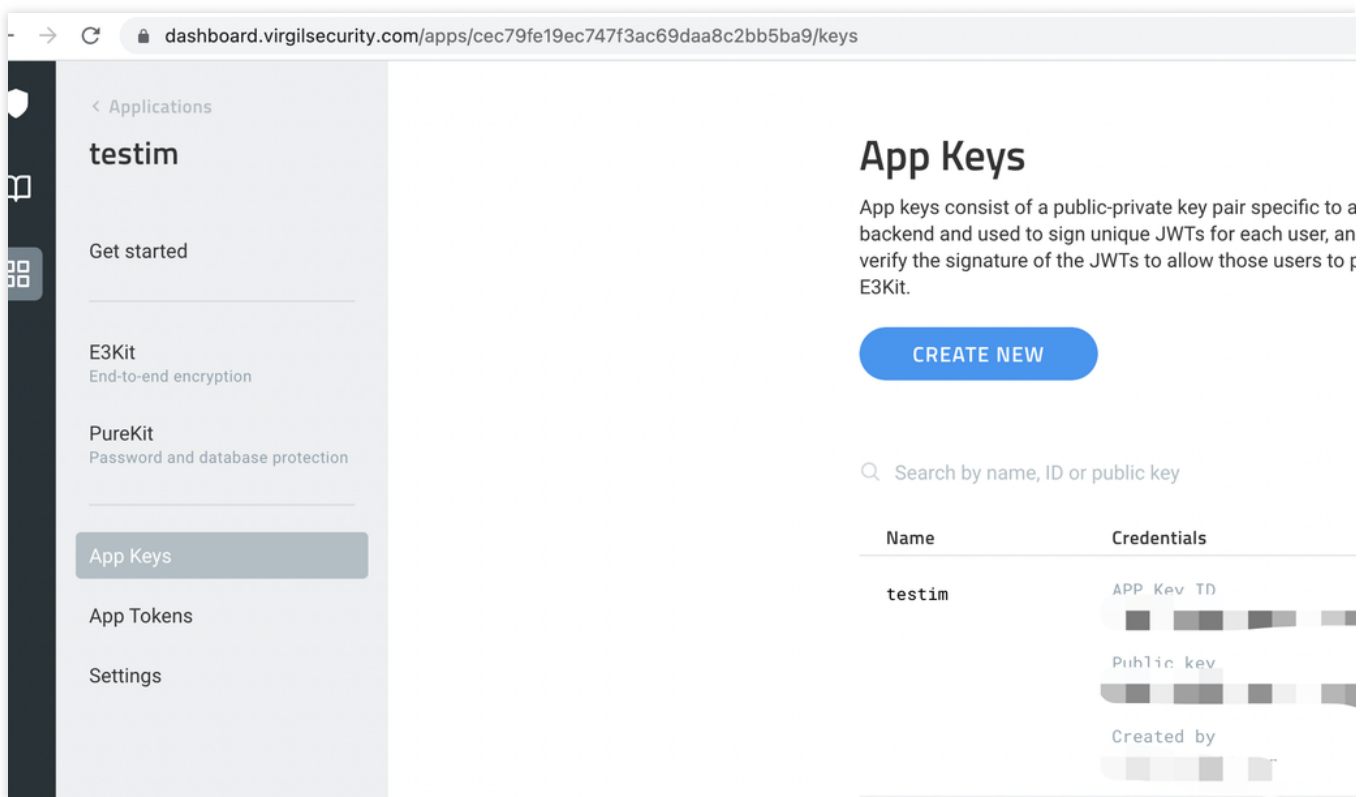 dashboard.virgilsecurity.com/apps/cec79fe19ec747f3ac69daa8c2bb5ba9/keys
< Applications
testim
Get started
E3Kit
End-to-end encryption
PureKit
Password and database protection
App Keys
App Tokens
Settings
App Keys
App keys consist of a public-private key pair specific to a
backend and used to sign unique JWTs for each user, an
verify the signature of the JWTs to allow those users to p
E3Kit.
CREATE NEW
Search by name, ID or public key
Name Credentials
testim
APP Key ID
Public key
Created by